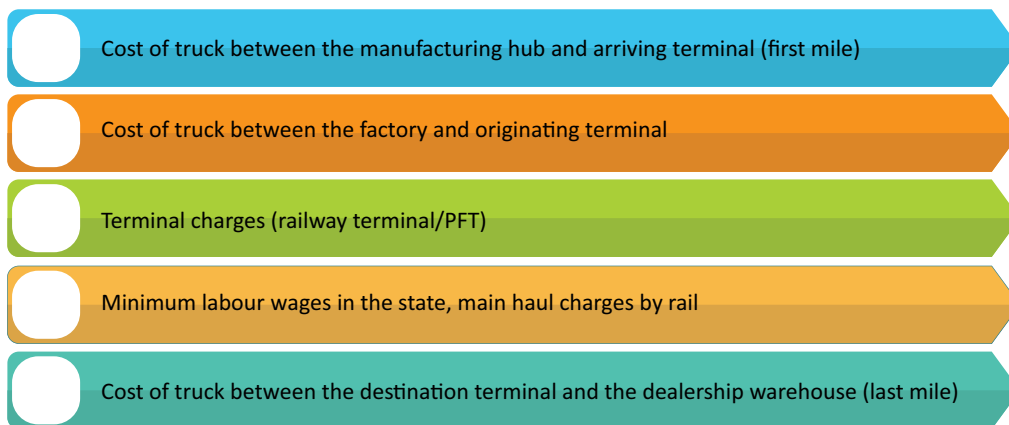 Cost of truck between the manufacturing hub and arriving terminal (first mile)
Cost of truck between the factory and originating terminal
Terminal charges (railway terminal/PFT)
Minimum labour wages in the state, main haul charges by rail
Cost of truck between the destination terminal and the dealership warehouse (last mile)